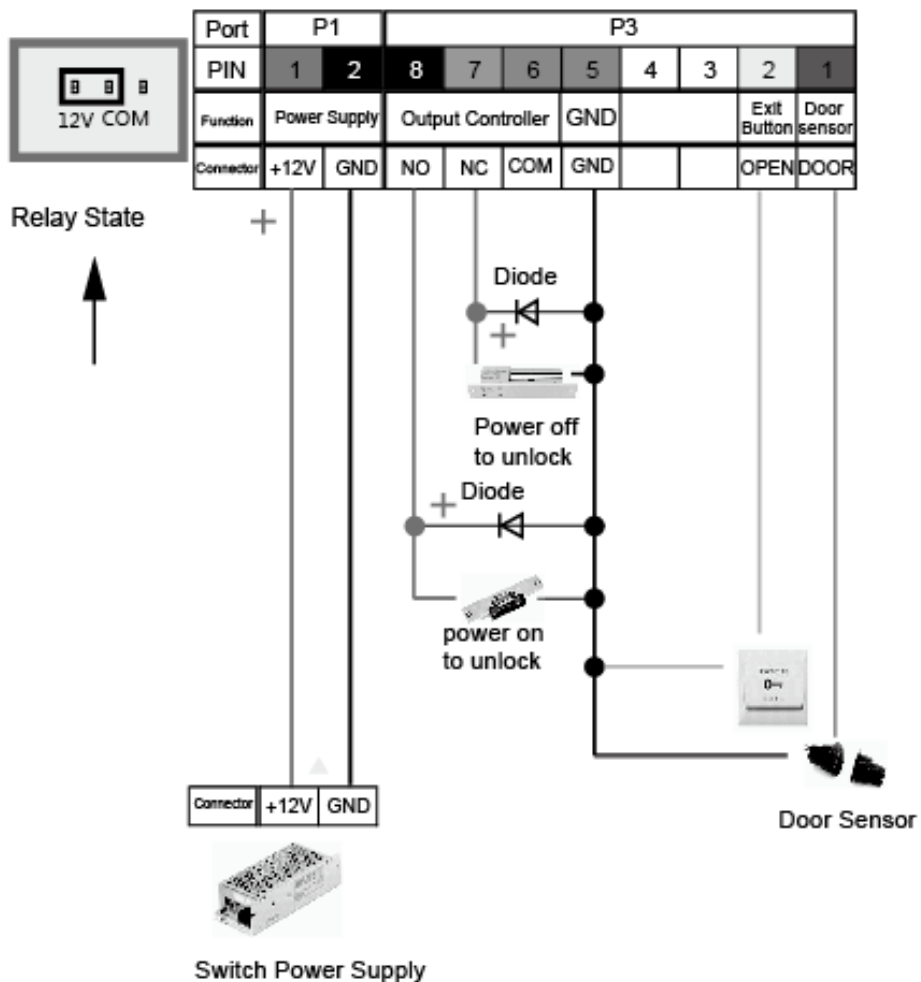 Port P1 P3
PIN 1 2 8 7 6 5 4 3 2 1
Function Power Supply Output Controller GND Exit Button Door sensor
Connector +12V GND NO NC COM GND OPEN DOOR
12V COM
Relay State
+
Diode
+
Power off
to unlock
Diode
+
power on
to unlock
Connector +12V GND
Door Sensor
Switch Power Supply